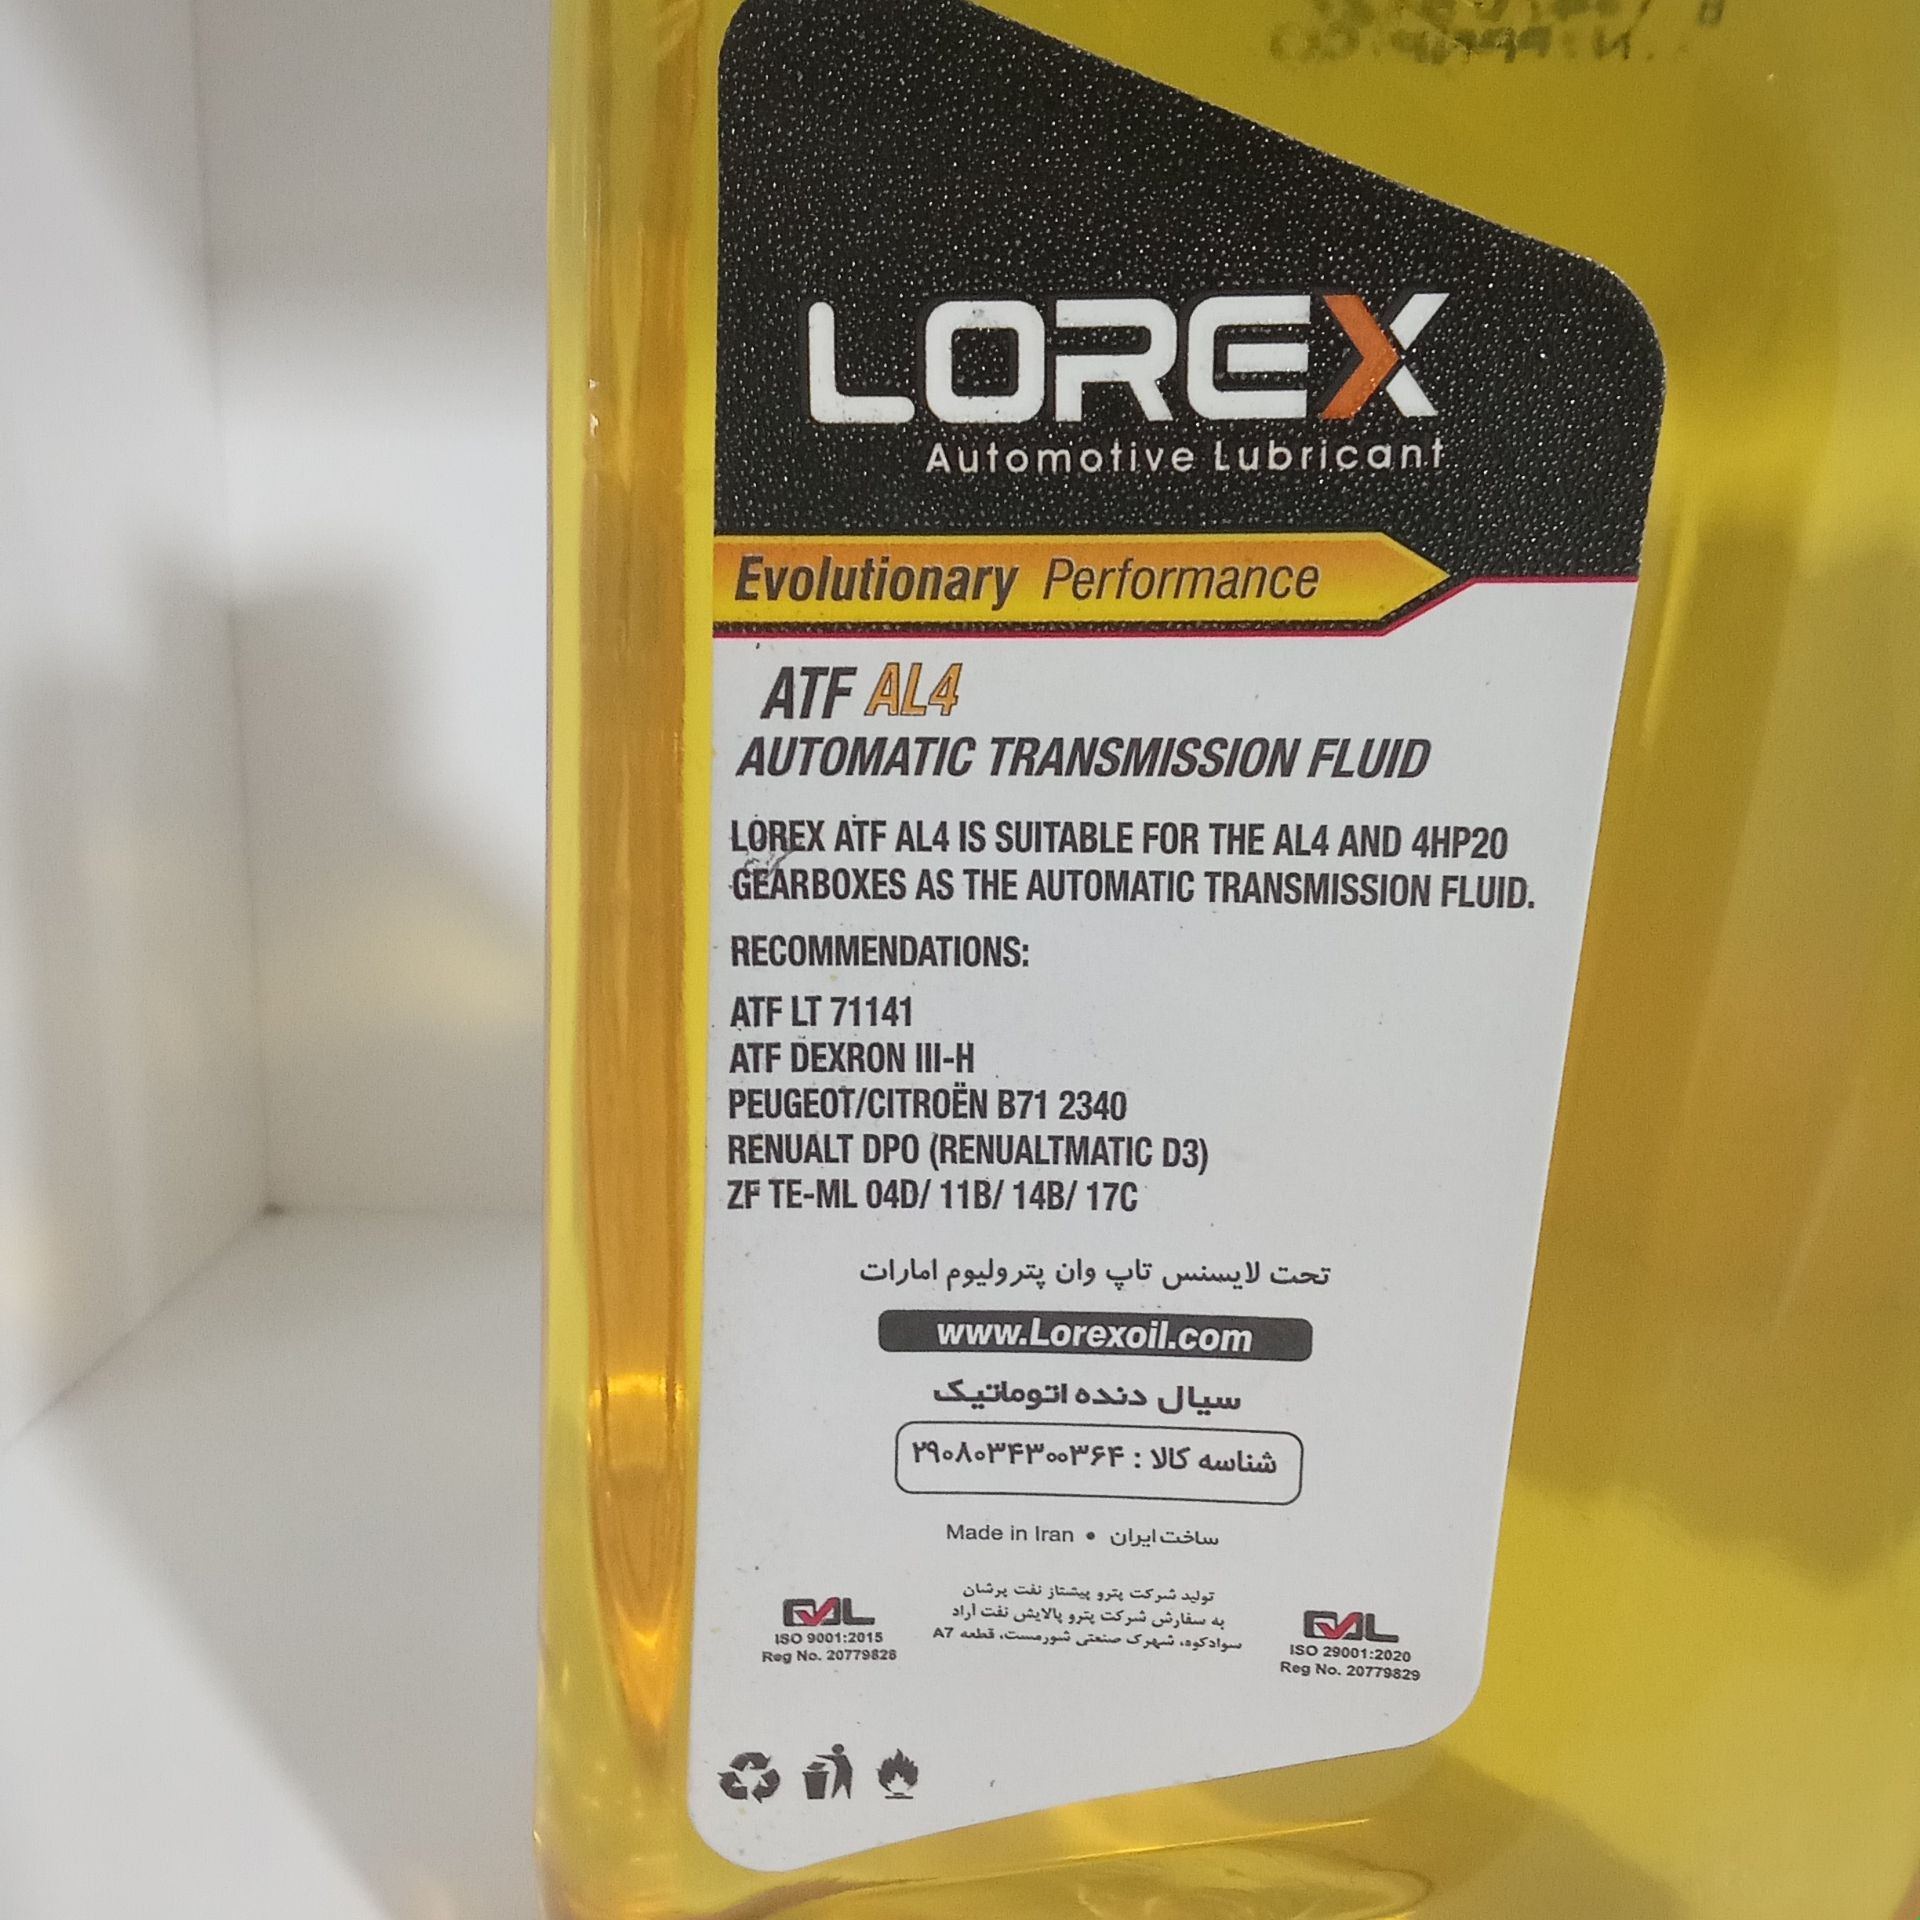 LOREX
Automotive Lubricant
Evolutionary Performance
ATF AL4
AUTOMATIC TRANSMISSION FLUID
LOREX ATF AL4 IS SUITABLE FOR THE AL4 AND 4HP20
GEARBOXES AS THE AUTOMATIC TRANSMISSION FLUID.
RECOMMENDATIONS:
ATF LT 71141
ATF DEXRON III-H
PEUGEOT/CITROËN B71 2340
RENUALT DPO (RENUALTMATIC D3)
ZF TE-ML 04D/ 11B/ 14B/ 17C
تحت لایسنس تاپ وان پترولیوم امارات
www.Lorexoil.com
سیال دنده اتوماتیک
شناسه کالا : ۲۹۰۸۰۳۴۳۰۰۳۶۴
Made in Iran • ساخت ایران
تولید شرکت پترو پیشتاز نفت پرشان
به سفارش شرکت پترو پالایش نفت آراد
سوادکوه، شهرک صنعتی شورمست، قطعه A7
QAL
ISO 9001:2015
Reg No. 20779828
QAL
ISO 29001:2020
Reg No. 20779829